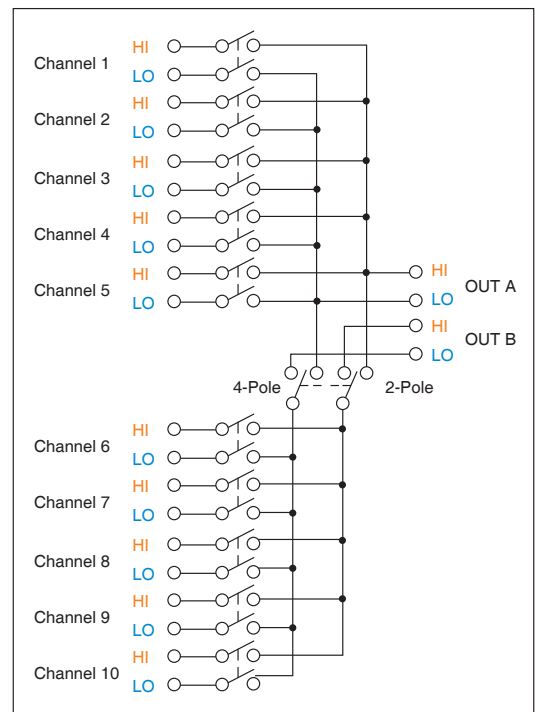 HI
Channel 1
LO
HI
Channel 2
LO
HI
Channel 3
LO
HI
Channel 4
LO
HI
Channel 5
LO
HI
OUT A
LO
HI
OUT B
LO
4-Pole
2-Pole
HI
Channel 6
LO
HI
Channel 7
LO
HI
Channel 8
LO
HI
Channel 9
LO
HI
Channel 10
LO